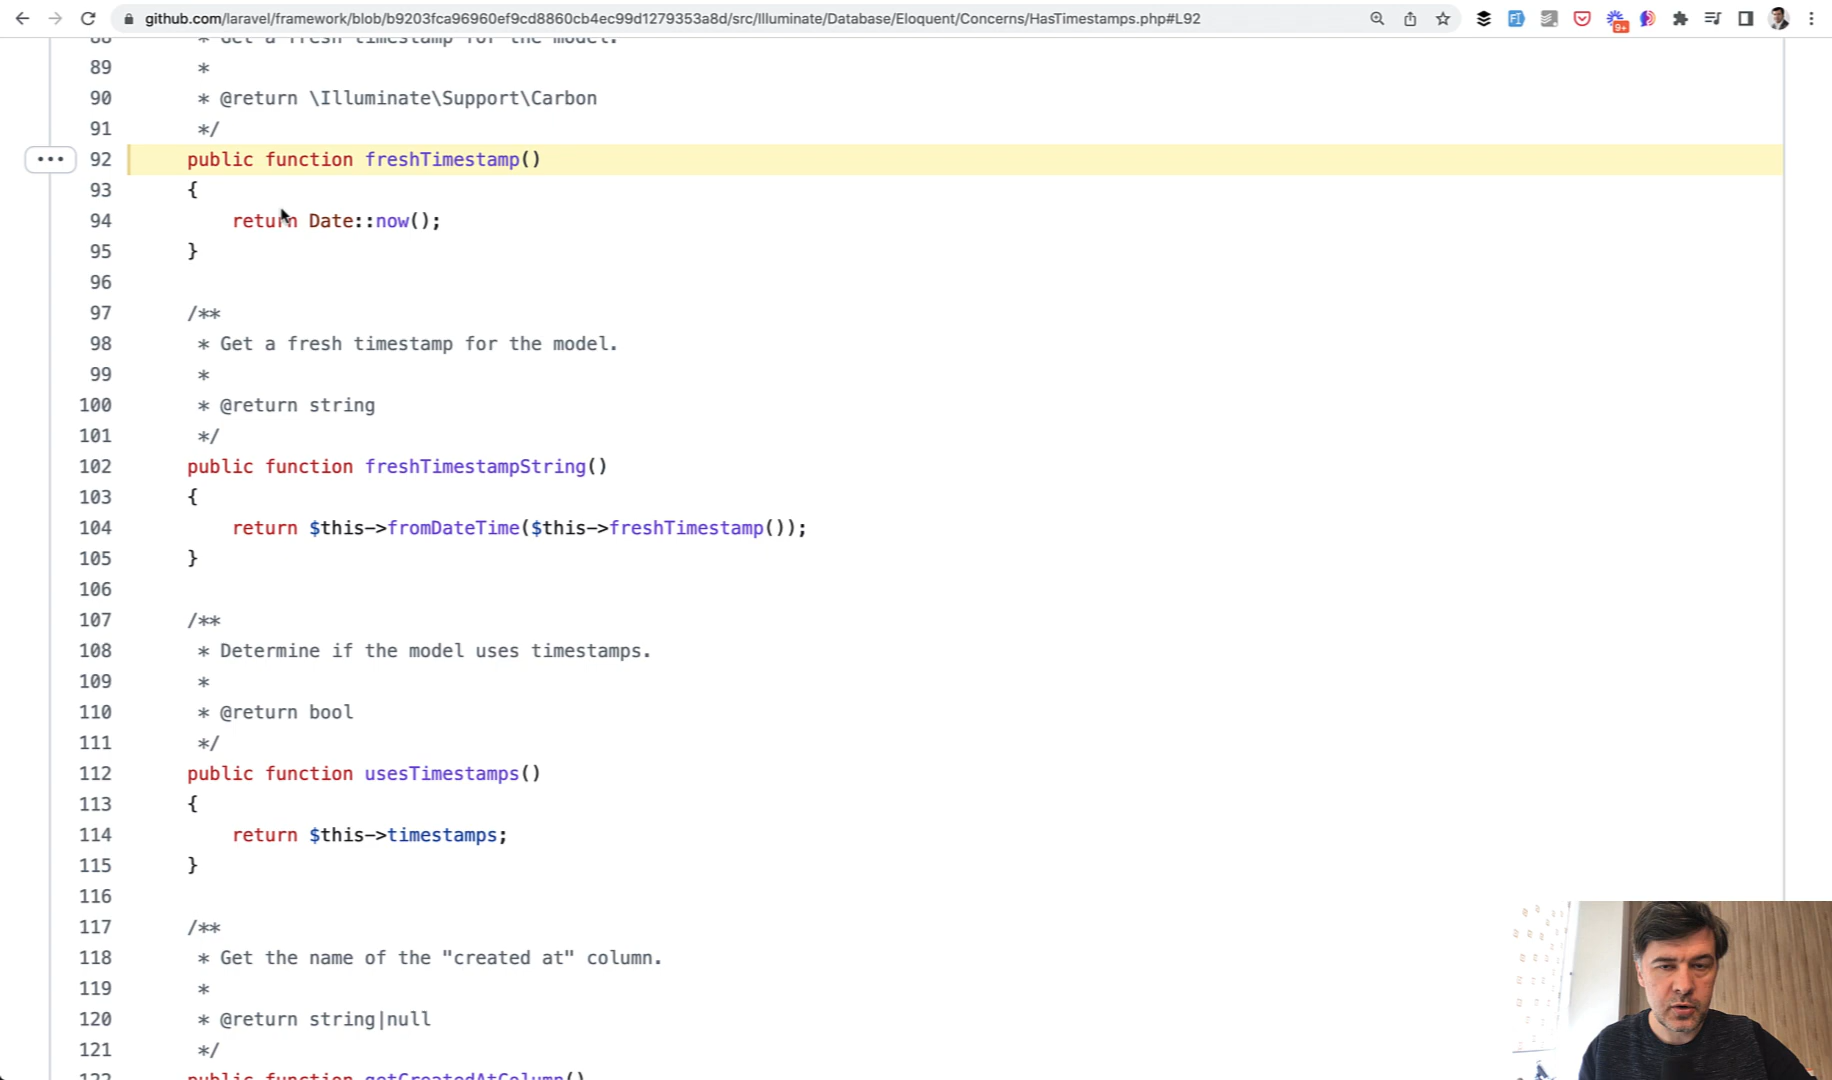 github.com/laravel/framework/blob/b9203fca96960ef9cd8860cb4ec99d1279353a8d/src/Illuminate/Database/Eloquent/Concerns/HasTimestamps.php#L92
9+
88 * Get a fresh timestamp for the model.
89 *
90 * @return \Illuminate\Support\Carbon
91 */
92 public function freshTimestamp()
93 {
94 return Date::now();
95 }
96
97 /**
98 * Get a fresh timestamp for the model.
99 *
100 * @return string
101 */
102 public function freshTimestampString()
103 {
104 return $this->fromDateTime($this->freshTimestamp());
105 }
106
107 /**
108 * Determine if the model uses timestamps.
109 *
110 * @return bool
111 */
112 public function usesTimestamps()
113 {
114 return $this->timestamps;
115 }
116
117 /**
118 * Get the name of the "created at" column.
119 *
120 * @return string|null
121 */
122 public function getCreatedAtColumn()